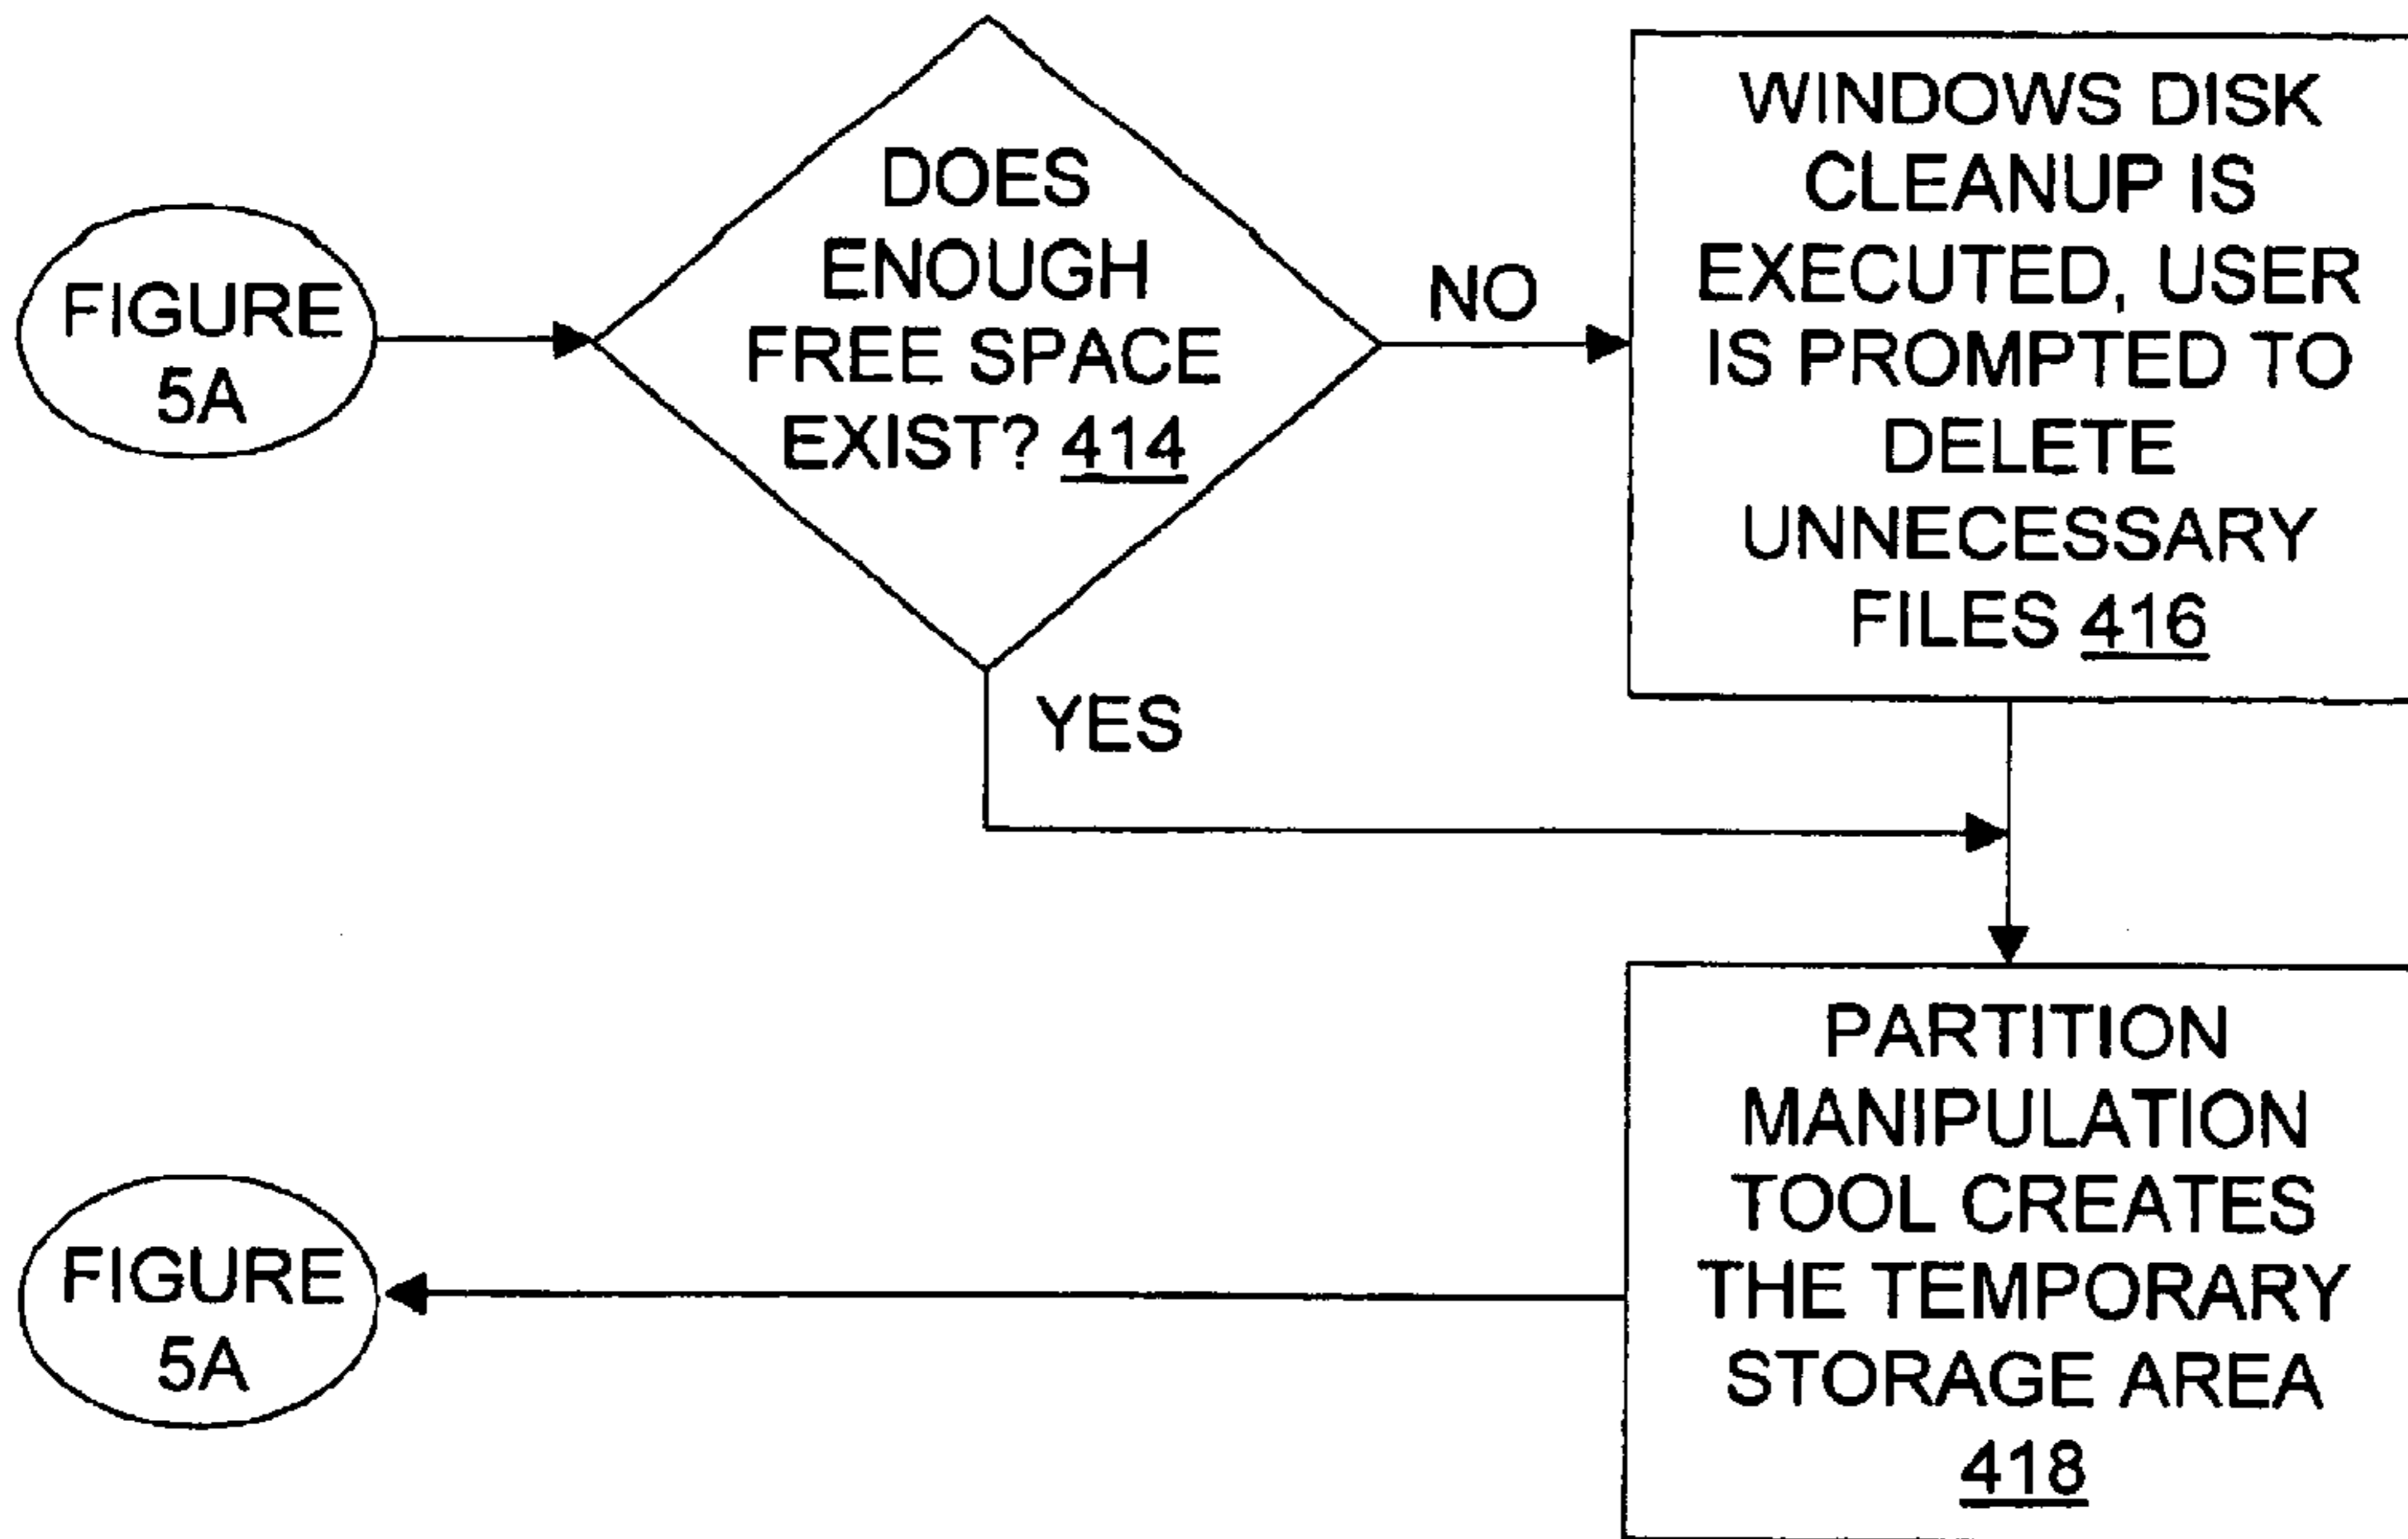 FIGURE
5A
DOES
ENOUGH
FREE SPACE
EXIST? 414
NO
YES
WINDOWS DISK
CLEANUP IS
EXECUTED, USER
IS PROMPTED TO
DELETE
UNNECESSARY
FILES 416
PARTITION
MANIPULATION
TOOL CREATES
THE TEMPORARY
STORAGE AREA
418
FIGURE
5A